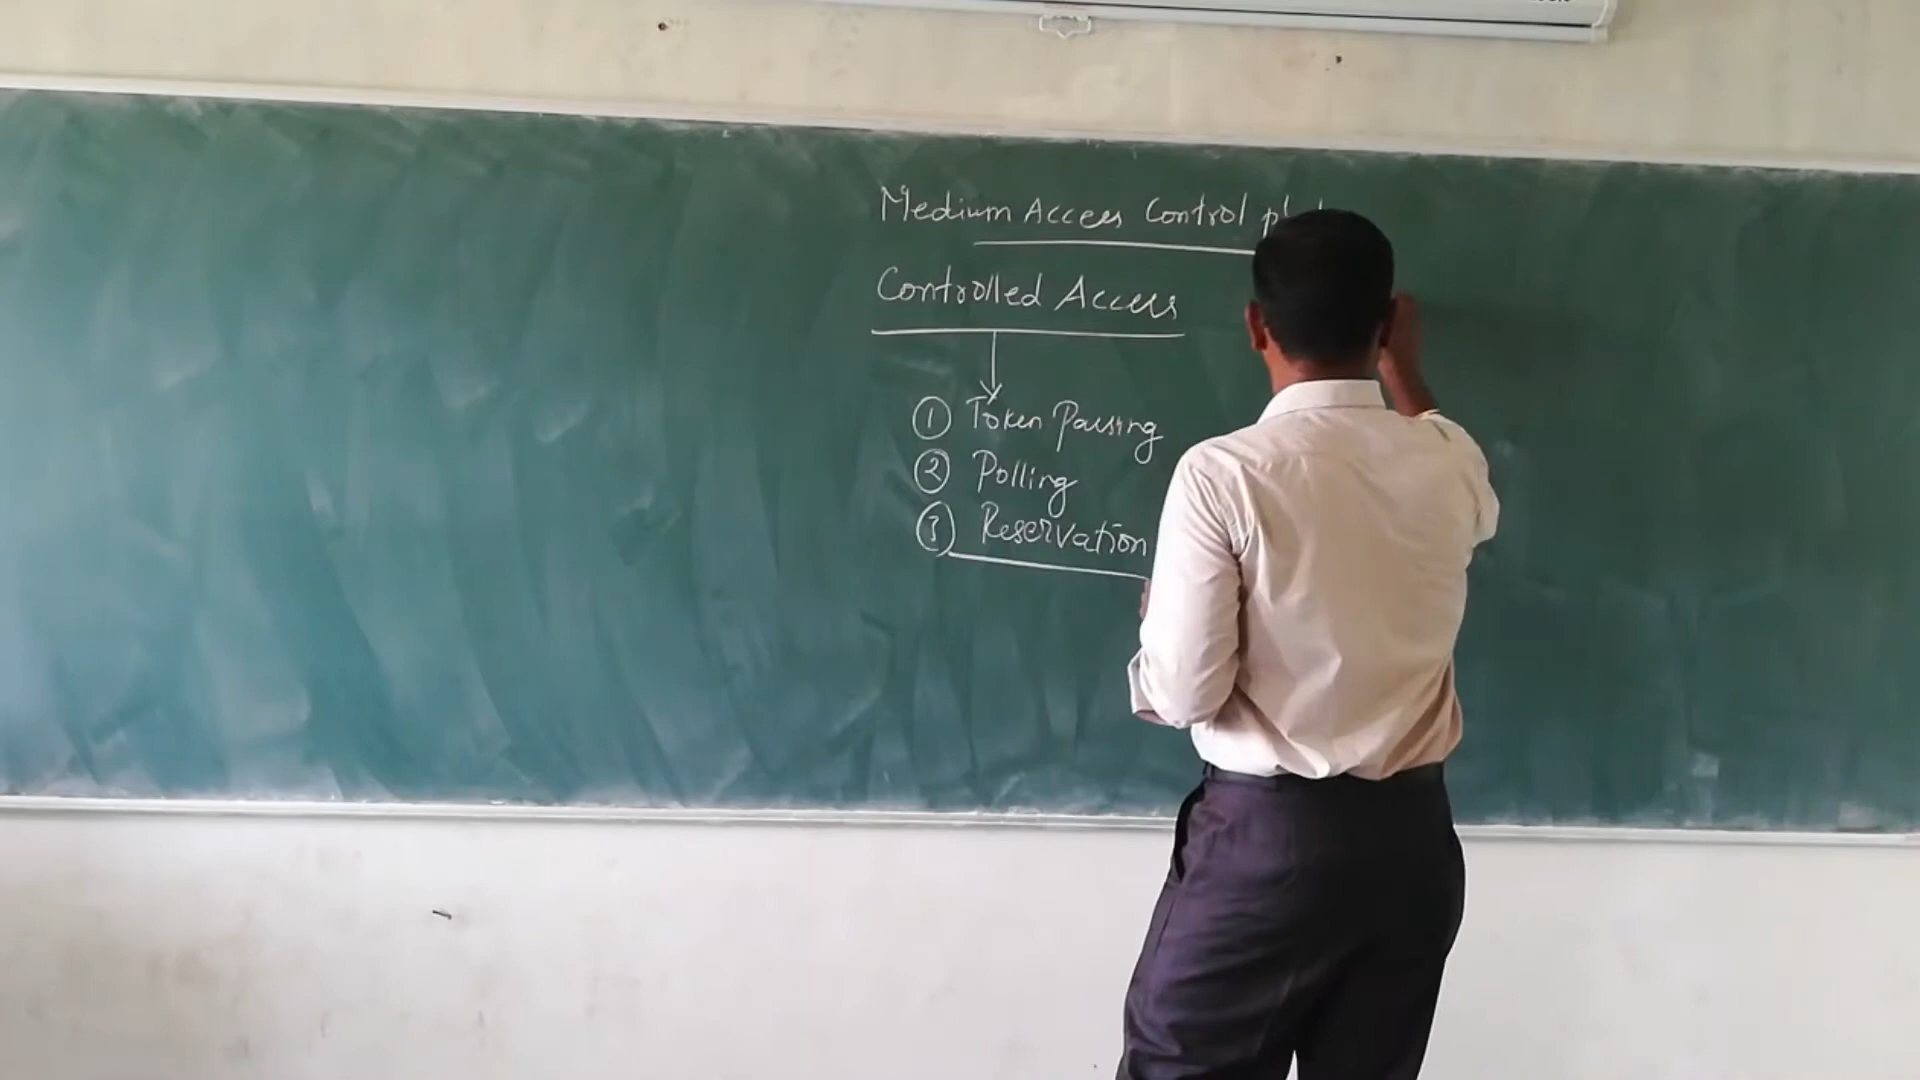 Medium Access Control
Controlled Access
① Token Passing
② Polling
③ Reservation